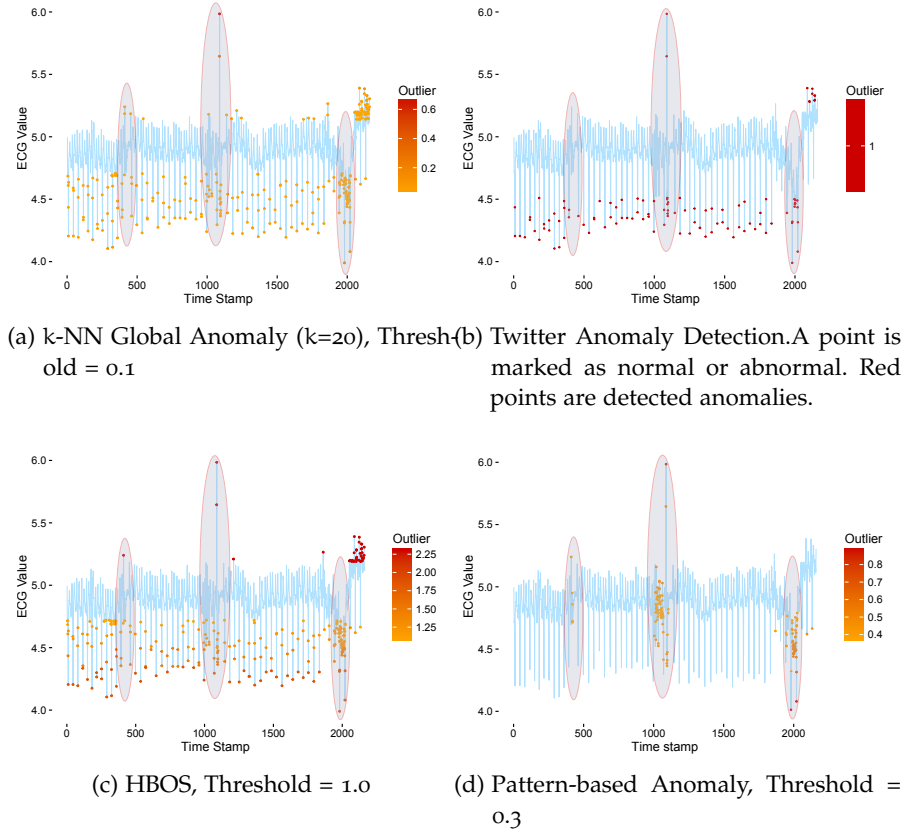 6.0
5.5
5.0
4.5
4.0
ECG Value
0 500 1000 1500 2000
Time Stamp
Outlier
0.6
0.4
0.2
6.0
5.5
5.0
4.5
4.0
ECG Value
0 500 1000 1500 2000
Time Stamp
Outlier
1
(a) k-NN Global Anomaly (k=20), Thresh-
old = 0.1
(b) Twitter Anomaly Detection.A point is
marked as normal or abnormal. Red
points are detected anomalies.
6.0
5.5
5.0
4.5
4.0
ECG Value
0 500 1000 1500 2000
Time Stamp
Outlier
2.25
2.00
1.75
1.50
1.25
6.0
5.5
5.0
4.5
4.0
ECG Value
0 500 1000 1500 2000
Time stamp
Outlier
0.8
0.7
0.6
0.5
0.4
(c) HBOS, Threshold = 1.0
(d) Pattern-based Anomaly, Threshold =
0.3